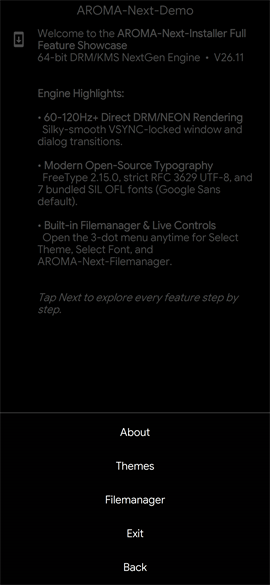 AROMA-Next-Demo
Welcome to the AROMA-Next-Installer Full
Feature Showcase
64-bit DRM/KMS NextGen Engine • V26.11
Engine Highlights:
• 60-120Hz+ Direct DRM/NEON Rendering
Silky-smooth VSYNC-locked window and
dialog transitions.
• Modern Open-Source Typography
FreeType 2.15.0, strict RFC 3629 UTF-8, and
7 bundled SIL OFL fonts (Google Sans
default).
• Built-in Filemanager & Live Controls
Open the 3-dot menu anytime for Select
Theme, Select Font, and
AROMA-Next-Filemanager.
Tap Next to explore every feature step by
step.
About
Themes
Filemanager
Exit
Back